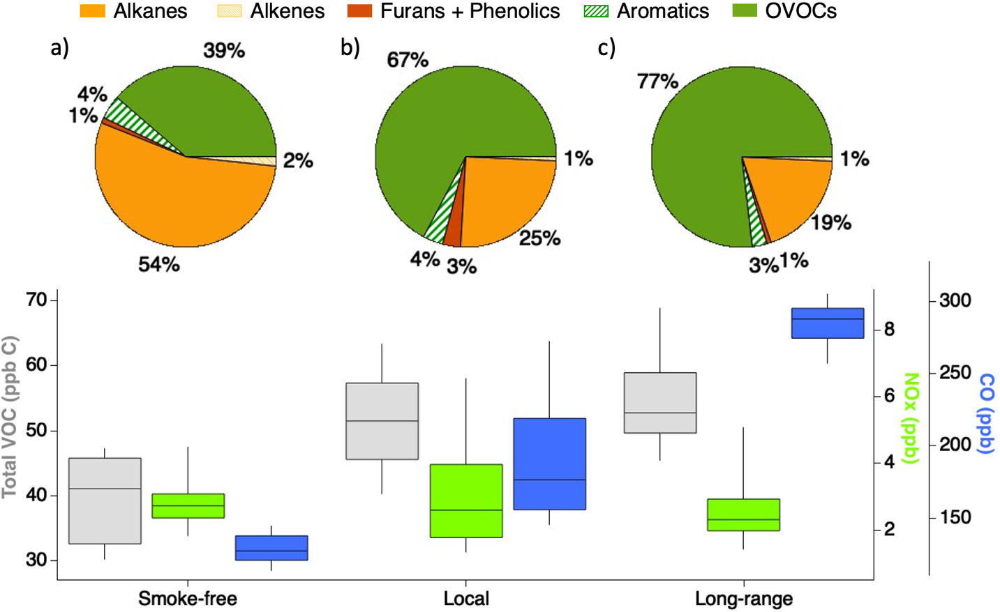 Alkanes Alkenes Furans + Phenolics Aromatics OVOCs
a) b) c)
39% 4% 1% 2% 54%
67% 1% 25% 4% 3%
77% 1% 19% 3% 1%
Total VOC (ppb C)
70
60
50
40
30
8
6
4
2
NOx (ppb)
300
250
200
150
CO (ppb)
Smoke-free Local Long-range